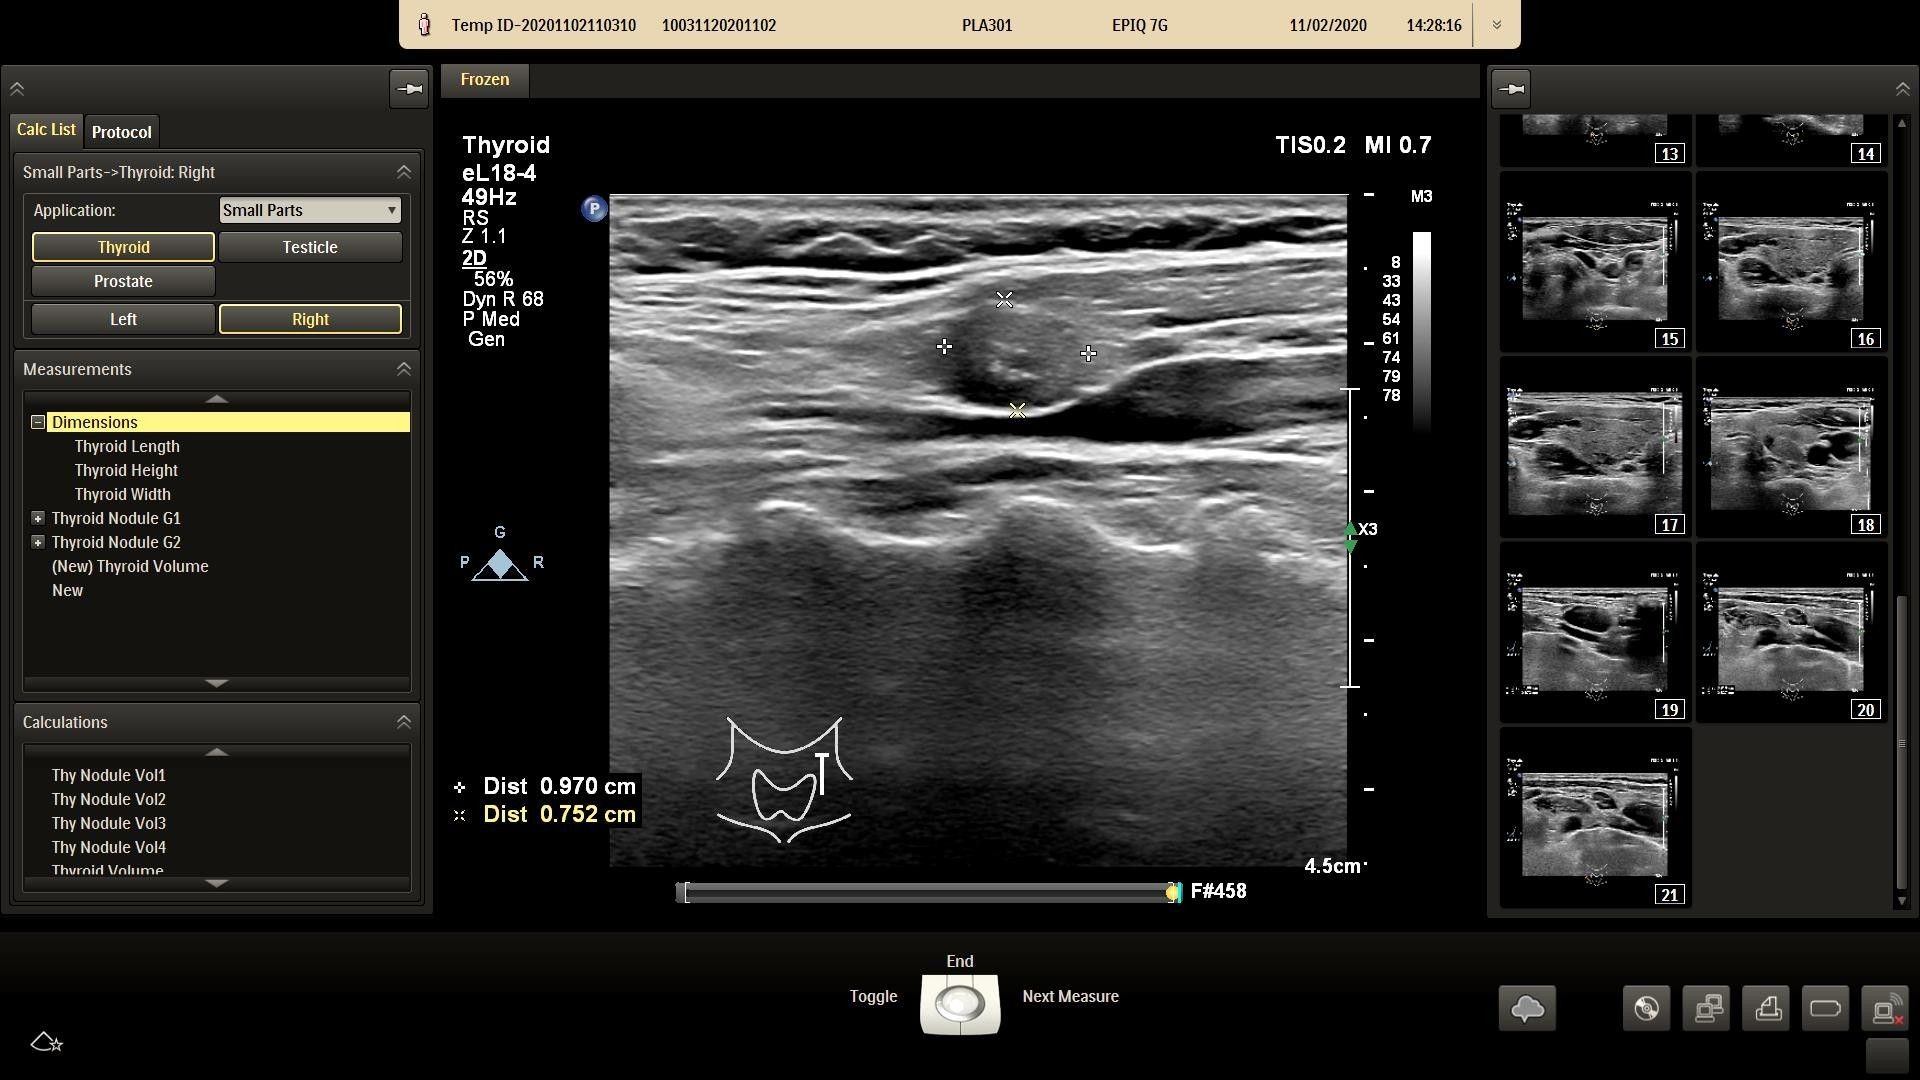 Temp ID-20201102110310 10031120201102 PLA301 EPIQ 7G 11/02/2020 14:28:16
Calc List Protocol
Small Parts->Thyroid: Right
Application: Small Parts
Thyroid Testicle
Prostate
Left Right
Measurements
Dimensions
Thyroid Length
Thyroid Height
Thyroid Width
Thyroid Nodule G1
Thyroid Nodule G2
(New) Thyroid Volume
New
Calculations
Thy Nodule Vol1
Thy Nodule Vol2
Thy Nodule Vol3
Thy Nodule Vol4
Thyroid Volume
Frozen
Thyroid
eL18-4
49Hz
RS
Z 1.1
2D
56%
Dyn R 68
P Med
Gen
TIS0.2 MI 0.7
P
M3
8
33
43
54
61
74
79
78
X3
G
P R
T
Dist 0.970 cm
Dist 0.752 cm
4.5cm
F#458
13 14
15 16
17 18
19 20
21
End
Toggle Next Measure